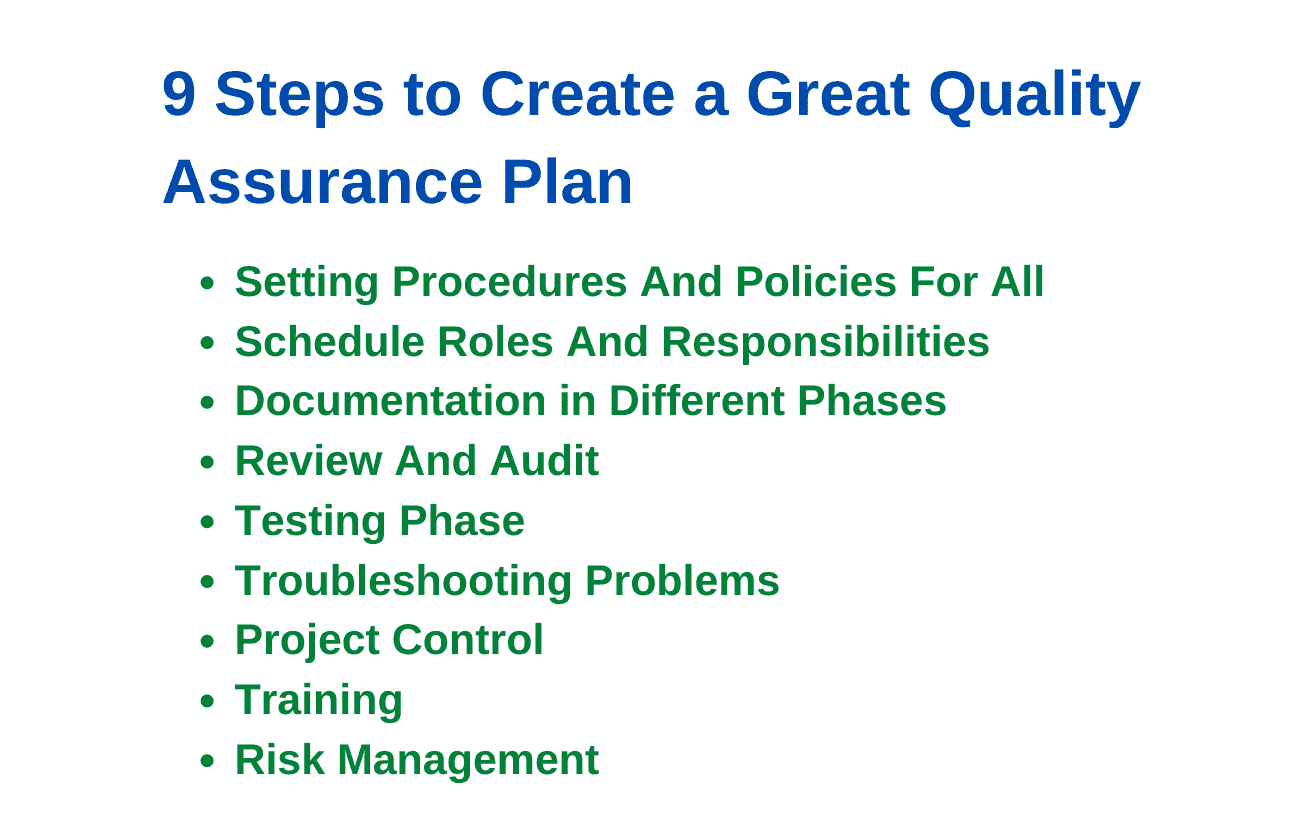 9 Steps to Create a Great Quality
Assurance Plan
• Setting Procedures And Policies For All
• Schedule Roles And Responsibilities
• Documentation in Different Phases
• Review And Audit
• Testing Phase
• Troubleshooting Problems
• Project Control
• Training
• Risk Management